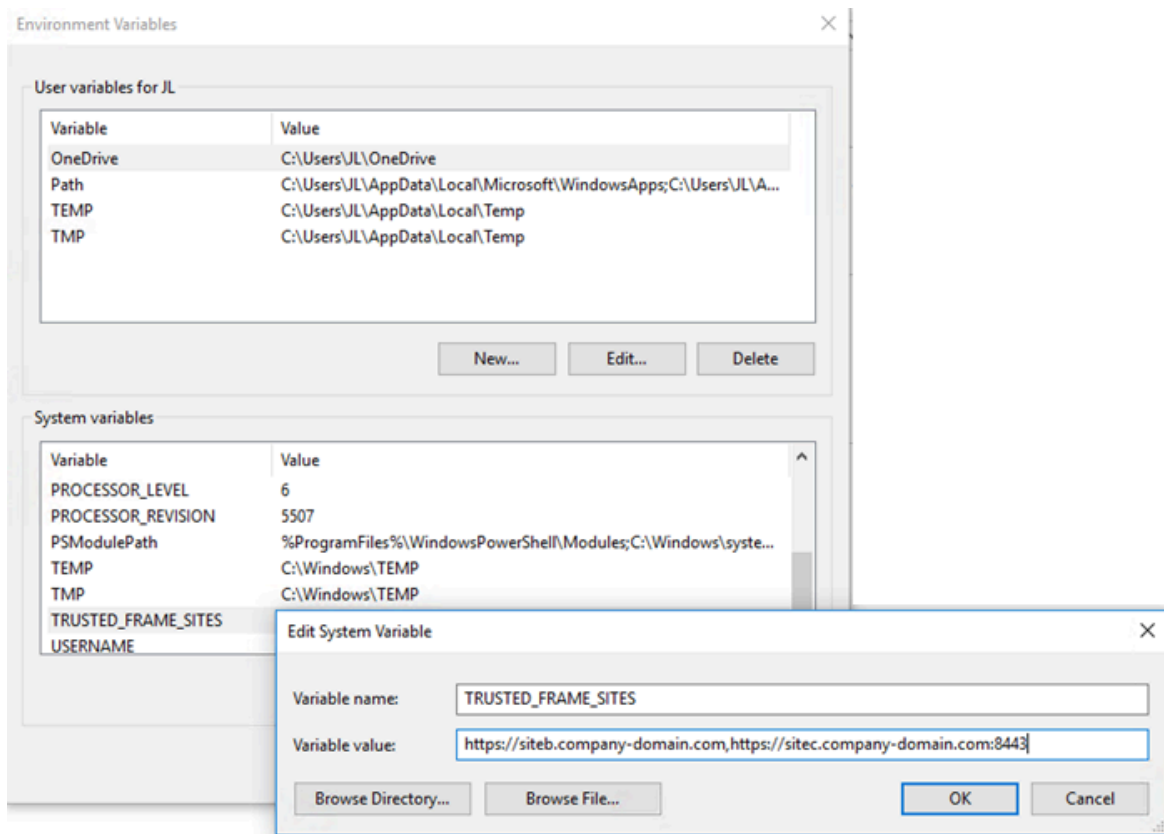 Environment Variables
User variables for JL
Variable Value
OneDrive C:\Users\JL\OneDrive
Path C:\Users\JL\AppData\Local\Microsoft\WindowsApps;C:\Users\JL\A...
TEMP C:\Users\JL\AppData\Local\Temp
TMP C:\Users\JL\AppData\Local\Temp
New... Edit... Delete
System variables
Variable Value
PROCESSOR_LEVEL 6
PROCESSOR_REVISION 5507
PSModulePath %ProgramFiles%\WindowsPowerShell\Modules;C:\Windows\syste...
TEMP C:\Windows\TEMP
TMP C:\Windows\TEMP
TRUSTED_FRAME_SITES
USERNAME
Edit System Variable
Variable name: TRUSTED_FRAME_SITES
Variable value: https://siteb.company-domain.com,https://sitec.company-domain.com:8443
Browse Directory... Browse File... OK Cancel